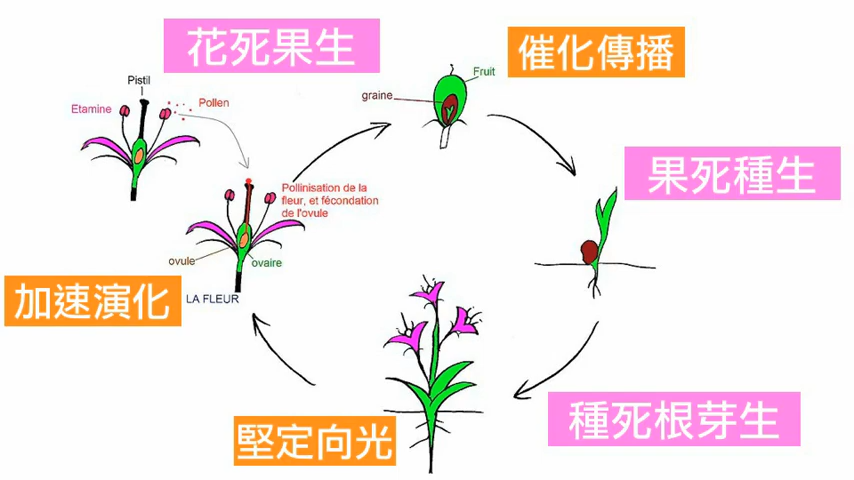 花死果生
催化傳播
Pistil
Etamine
Pollen
Fruit
graine
果死種生
Pollinisation de la
fleur, et fécondation
de l'ovule
ovule
ovaire
加速演化
LA FLEUR
堅定向光
種死根芽生